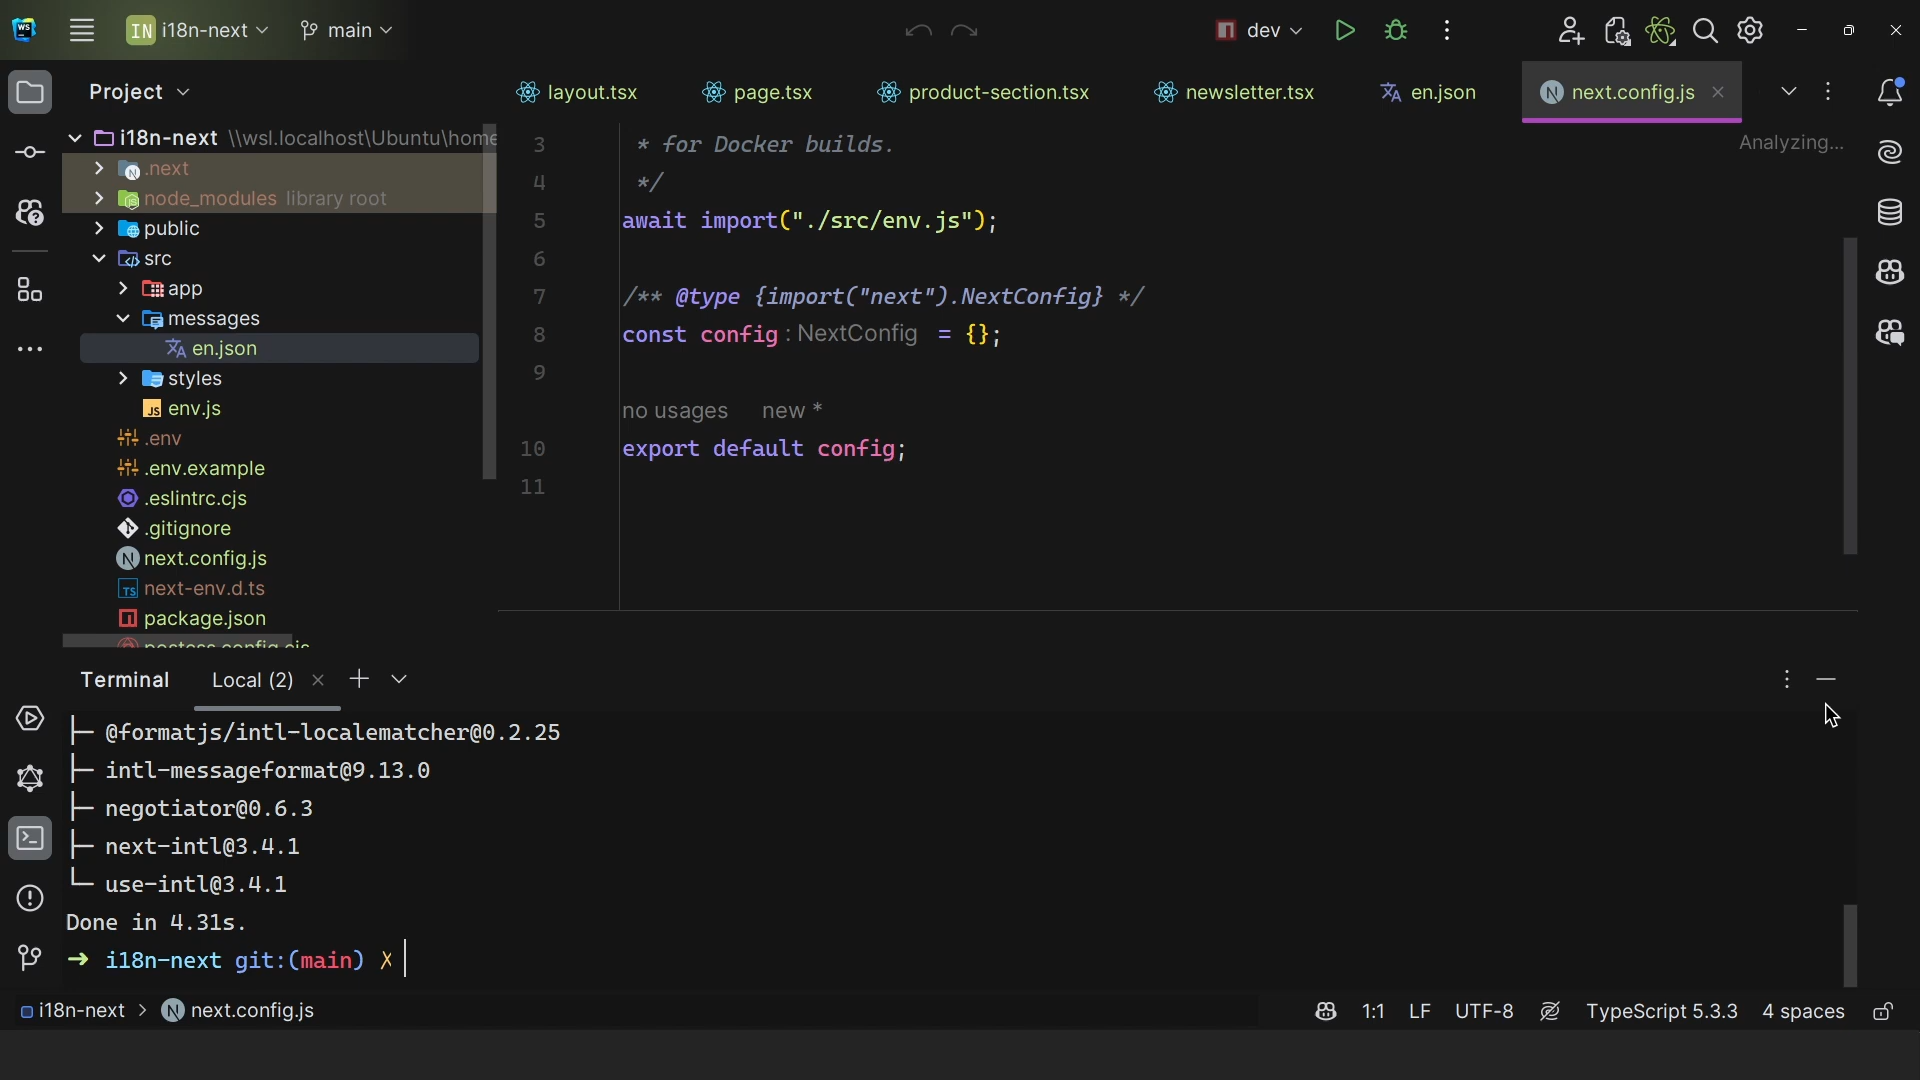 WS IN i18n-next main dev
Project layout.tsx page.tsx product-section.tsx newsletter.tsx en.json next.config.js
i18n-next \\wsl.localhost\Ubuntu\home
.next
node_modules library root
public
src
app
messages
en.json
styles
env.js
.env
.env.example
.eslintrc.cjs
.gitignore
next.config.js
next-env.d.ts
package.json
postcss.config.cjs
Analyzing...
3 * for Docker builds.
4 */
5 await import("./src/env.js");
6
7 /** @type {import("next").NextConfig} */
8 const config : NextConfig = {};
9
no usages new *
10 export default config;
11
Terminal Local (2)
├─ @formatjs/intl-localematcher@0.2.25
├─ intl-messageformat@9.13.0
├─ negotiator@0.6.3
├─ next-intl@3.4.1
└─ use-intl@3.4.1
Done in 4.31s.
➜ i18n-next git:(main) ✗
i18n-next > next.config.js 1:1 LF UTF-8 TypeScript 5.3.3 4 spaces